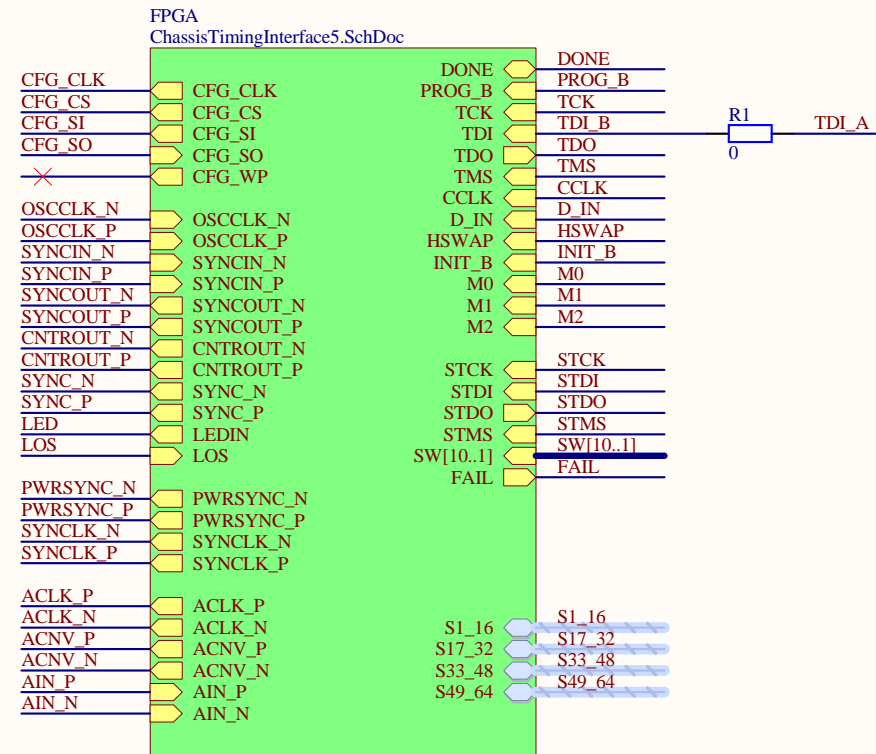 FPGA
ChassisTimingInterface5.SchDoc
CFG_CLK
CFG_CS
CFG_SI
CFG_SO
OSCCLK_N
OSCCLK_P
SYNCIN_N
SYNCIN_P
SYNCOUT_N
SYNCOUT_P
CNTROUT_N
CNTROUT_P
SYNC_N
SYNC_P
LED
LOS
PWRSYNC_N
PWRSYNC_P
SYNCLK_N
SYNCLK_P
ACLK_P
ACLK_N
ACNV_P
ACNV_N
AIN_P
AIN_N
CFG_CLK
CFG_CS
CFG_SI
CFG_SO
CFG_WP
OSCCLK_N
OSCCLK_P
SYNCIN_N
SYNCIN_P
SYNCOUT_N
SYNCOUT_P
CNTROUT_N
CNTROUT_P
SYNC_N
SYNC_P
LEDIN
LOS
PWRSYNC_N
PWRSYNC_P
SYNCLK_N
SYNCLK_P
ACLK_P
ACLK_N
ACNV_P
ACNV_N
AIN_P
AIN_N
DONE
PROG_B
TCK
TDI
TDO
TMS
CCLK
D_IN
HSWAP
INIT_B
M0
M1
M2
STCK
STDI
STDO
STMS
SW[10..1]
FAIL
S1_16
S17_32
S33_48
S49_64
DONE
PROG_B
TCK
TDI_B
TDO
TMS
CCLK
D_IN
HSWAP
INIT_B
M0
M1
M2
STCK
STDI
STDO
STMS
SW[10..1]
FAIL
S1_16
S17_32
S33_48
S49_64
R1
0
TDI_A